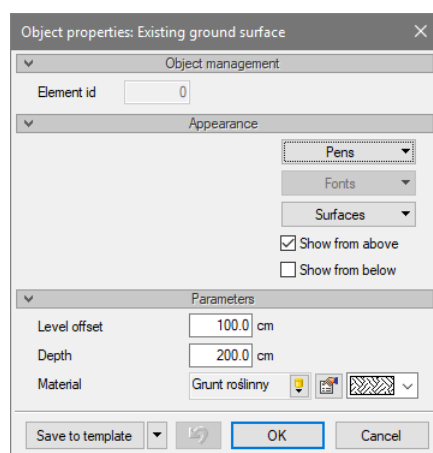 Object properties: Existing ground surface
Object management
Element id 0
Appearance
Pens
Fonts
Surfaces
Show from above
Show from below
Parameters
Level offset 100.0 cm
Depth 200.0 cm
Material Grunt roślinny
Save to template OK Cancel